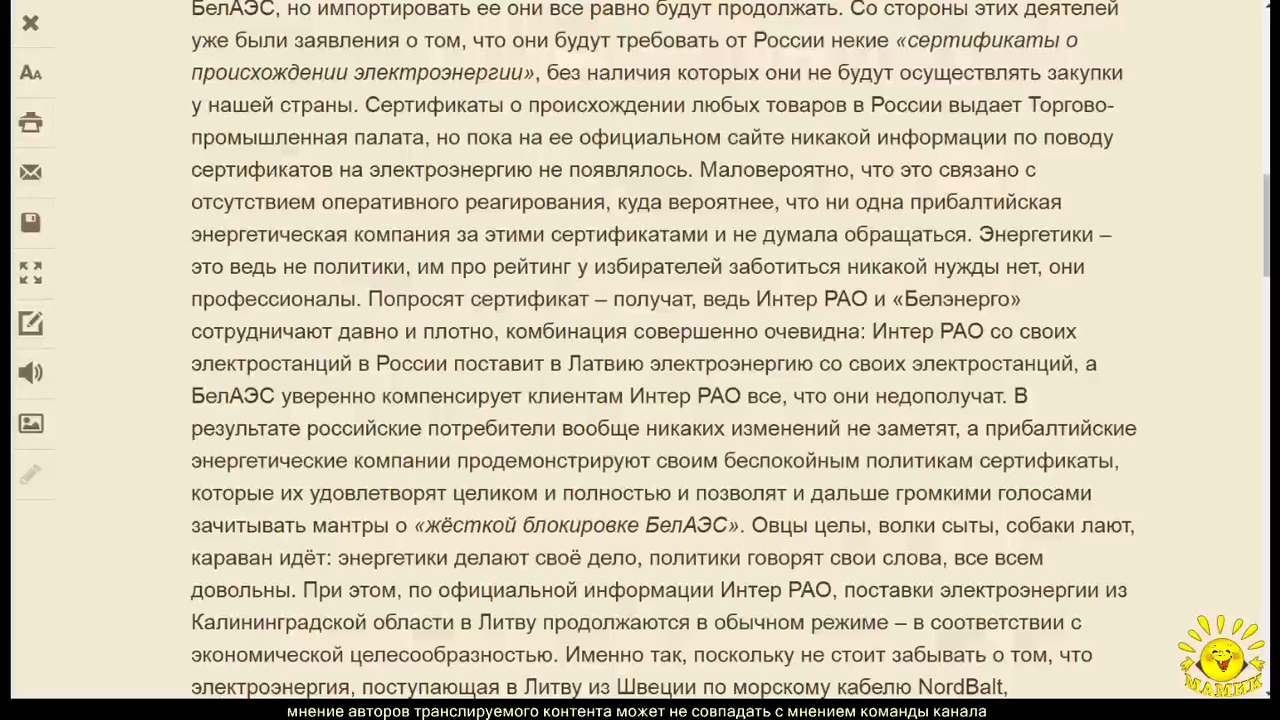 БелАЭС, но импортировать ее они все равно будут продолжать. Со стороны этих деятелей
уже были заявления о том, что они будут требовать от России некие «сертификаты о
происхождении электроэнергии», без наличия которых они не будут осуществлять закупки
у нашей страны. Сертификаты о происхождении любых товаров в России выдает Торгово-
промышленная палата, но пока на ее официальном сайте никакой информации по поводу
сертификатов на электроэнергию не появлялось. Маловероятно, что это связано с
отсутствием оперативного реагирования, куда вероятнее, что ни одна прибалтийская
энергетическая компания за этими сертификатами и не думала обращаться. Энергетики –
это ведь не политики, им про рейтинг у избирателей заботиться никакой нужды нет, они
профессионалы. Попросят сертификат – получат, ведь Интер РАО и «Белэнерго»
сотрудничают давно и плотно, комбинация совершенно очевидна: Интер РАО со своих
электростанций в России поставит в Латвию электроэнергию со своих электростанций, а
БелАЭС уверенно компенсирует клиентам Интер РАО все, что они недополучат. В
результате российские потребители вообще никаких изменений не заметят, а прибалтийские
энергетические компании продемонстрируют своим беспокойным политикам сертификаты,
которые их удовлетворят целиком и полностью и позволят и дальше громкими голосами
зачитывать мантры о «жёсткой блокировке БелАЭС». Овцы целы, волки сыты, собаки лают,
караван идёт: энергетики делают своё дело, политики говорят свои слова, все всем
довольны. При этом, по официальной информации Интер РАО, поставки электроэнергии из
Калининградской области в Литву продолжаются в обычном режиме – в соответствии с
экономической целесообразностью. Именно так, поскольку не стоит забывать о том, что
электроэнергия, поступающая в Литву из Швеции по морскому кабелю NordBalt,
МАМИК
мнение авторов транслируемого контента может не совпадать с мнением команды канала